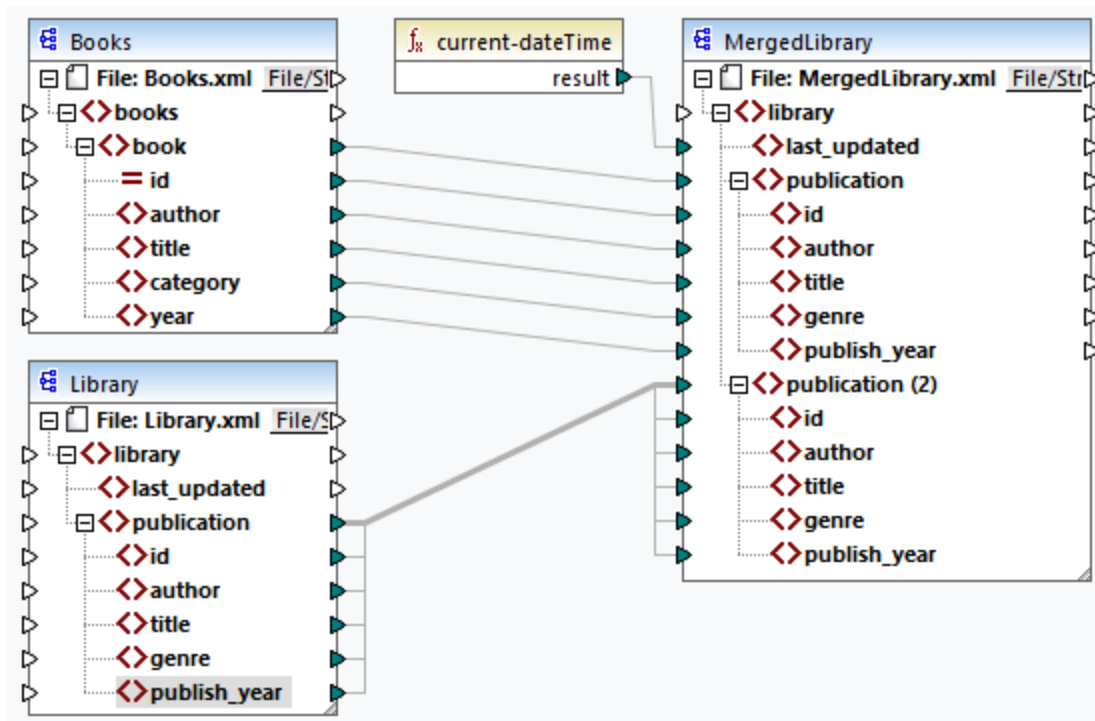 Books
File: Books.xml File/St
books
book
id
author
title
category
year
Library
File: Library.xml File/S
library
last_updated
publication
id
author
title
genre
publish_year
fx current-dateTime
result
MergedLibrary
File: MergedLibrary.xml File/Str
library
last_updated
publication
id
author
title
genre
publish_year
publication (2)
id
author
title
genre
publish_year